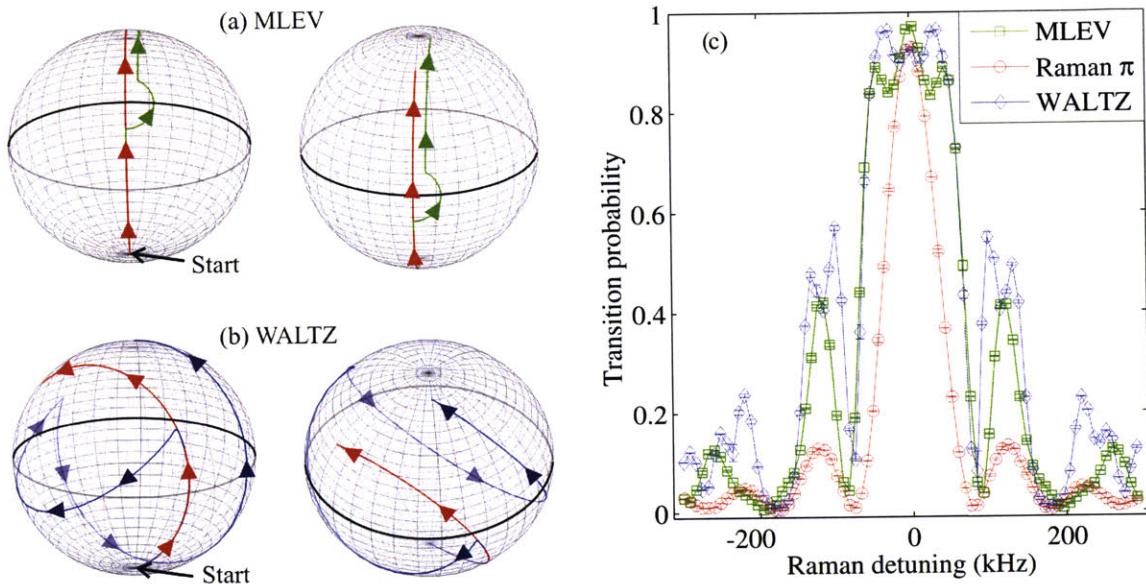 (a) MLEV
Start
(b) WALTZ
Start
(c)
MLEV
Raman π
WALTZ
Transition probability
1
0.8
0.6
0.4
0.2
0
-200
0
200
Raman detuning (kHz)